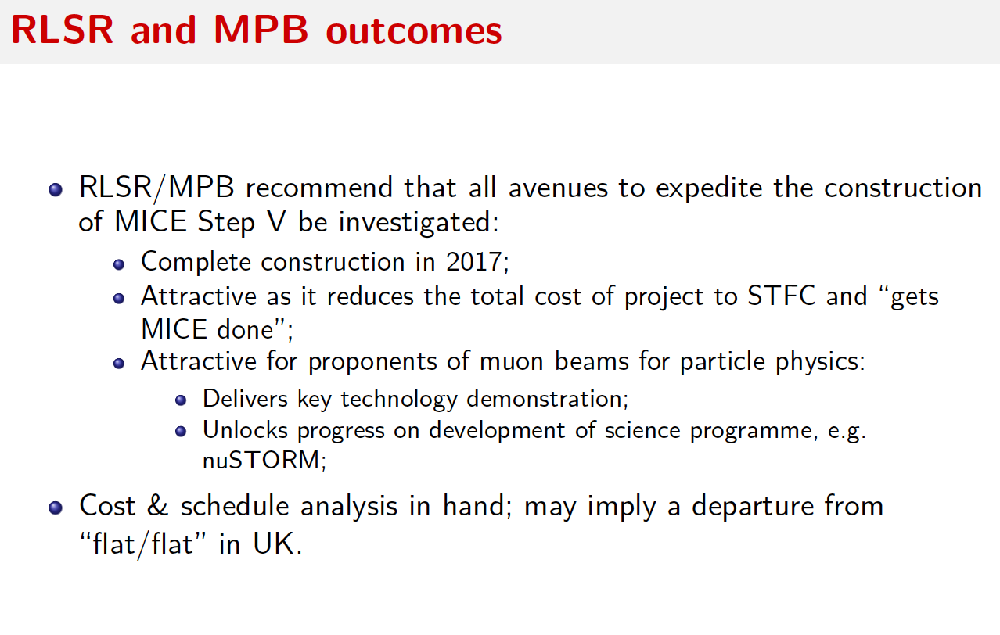 RLSR and MPB outcomes
RLSR/MPB recommend that all avenues to expedite the construction
of MICE Step V be investigated:
Complete construction in 2017;
Attractive as it reduces the total cost of project to STFC and “gets
MICE done”;
Attractive for proponents of muon beams for particle physics:
Delivers key technology demonstration;
Unlocks progress on development of science programme, e.g.
nuSTORM;
Cost & schedule analysis in hand; may imply a departure from
“flat/flat” in UK.